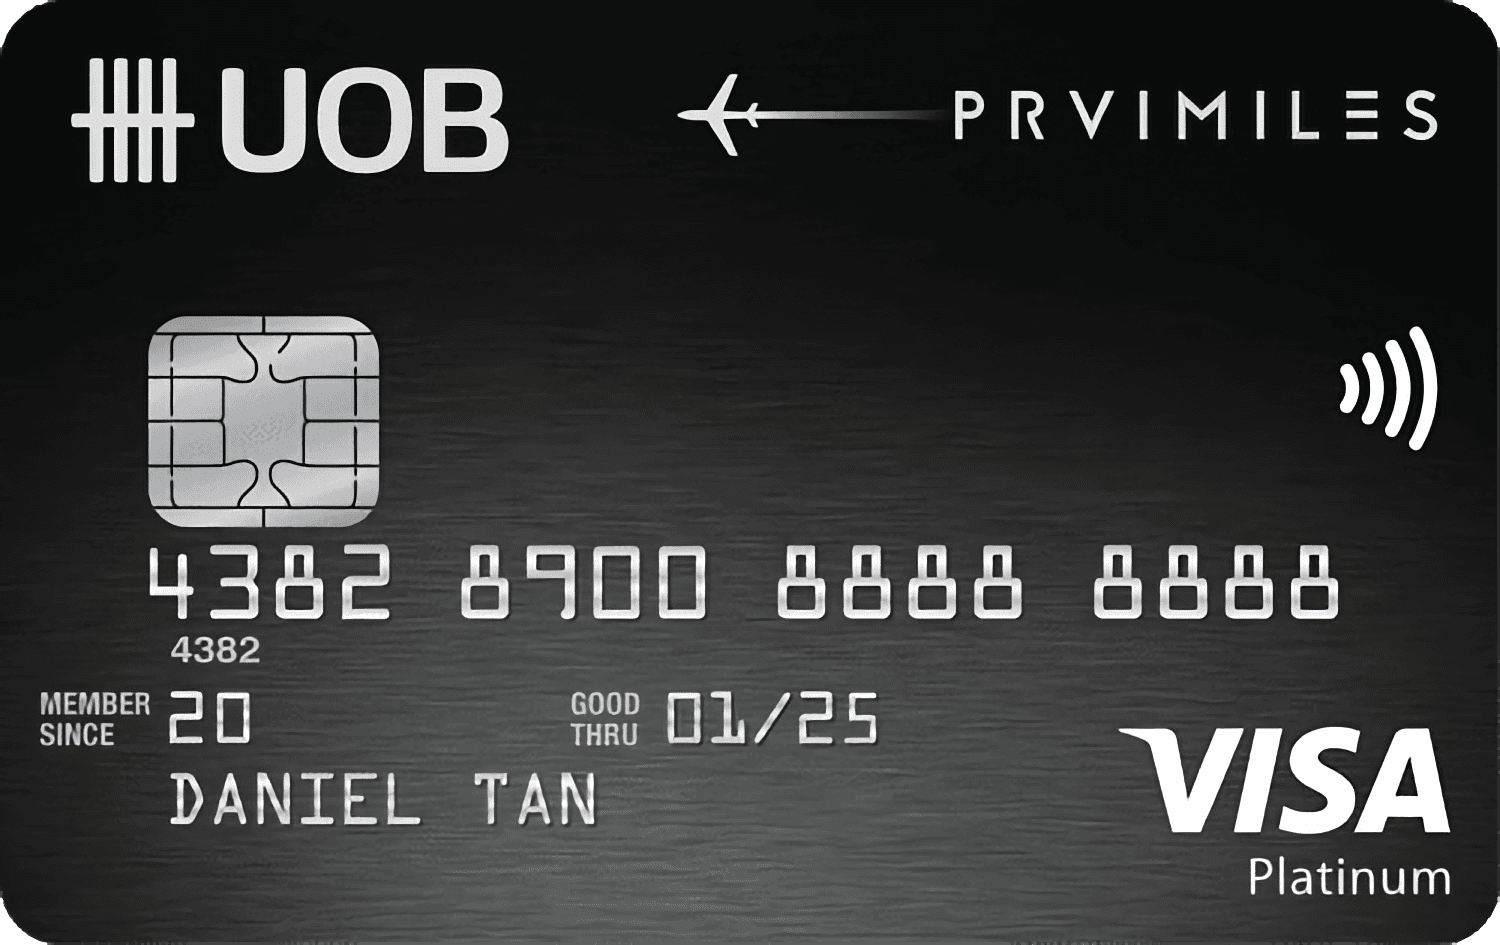 UOB PRVIMILES
4382 8900 8888 8888
4382
MEMBER SINCE 20 GOOD THRU 01/25
DANIEL TAN
VISA
Platinum